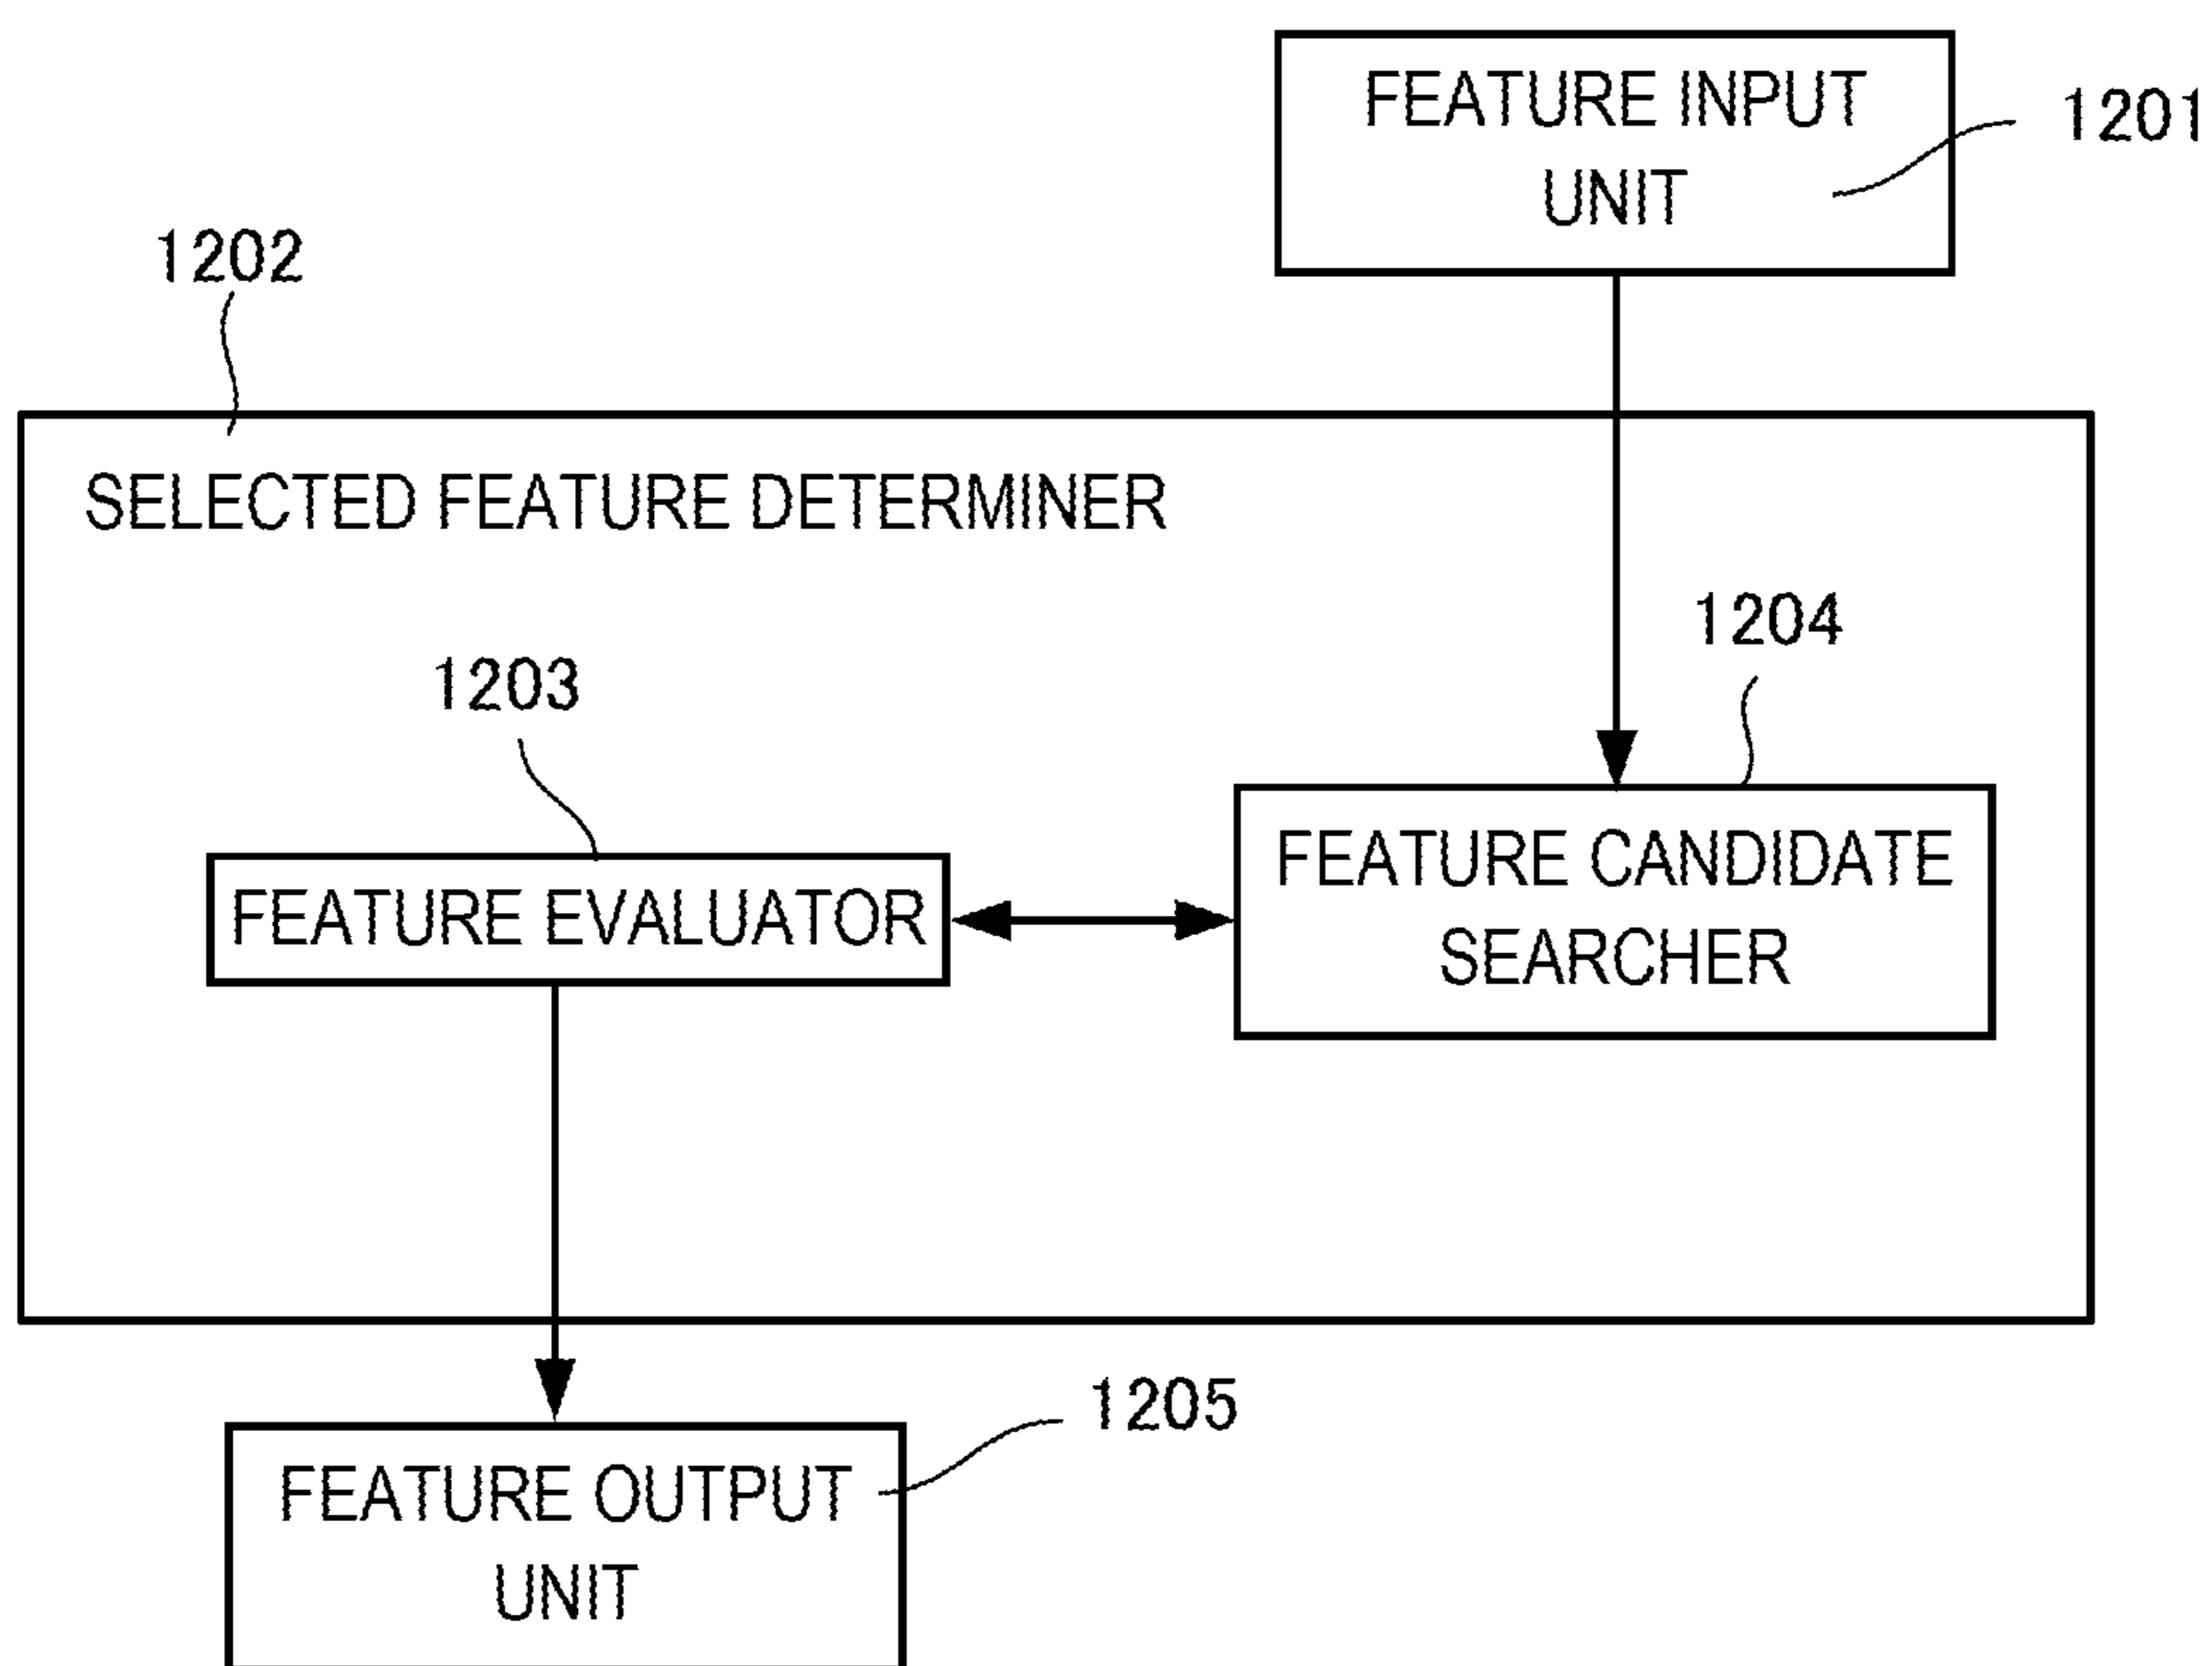 FEATURE INPUT
UNIT
1201
1202
SELECTED FEATURE DETERMINER
1204
1203
FEATURE CANDIDATE
SEARCHER
FEATURE EVALUATOR
1205
FEATURE OUTPUT
UNIT